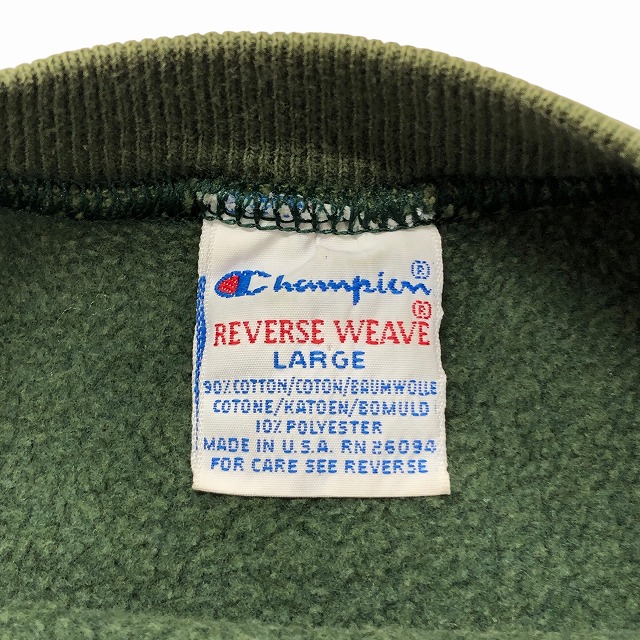 Champion®
REVERSE WEAVE®
LARGE
90% COTTON/COTON/BAUMWOLLE
COTONE/KATOEN/BOMULD
10% POLYESTER
MADE IN U.S.A. RN 26094
FOR CARE SEE REVERSE